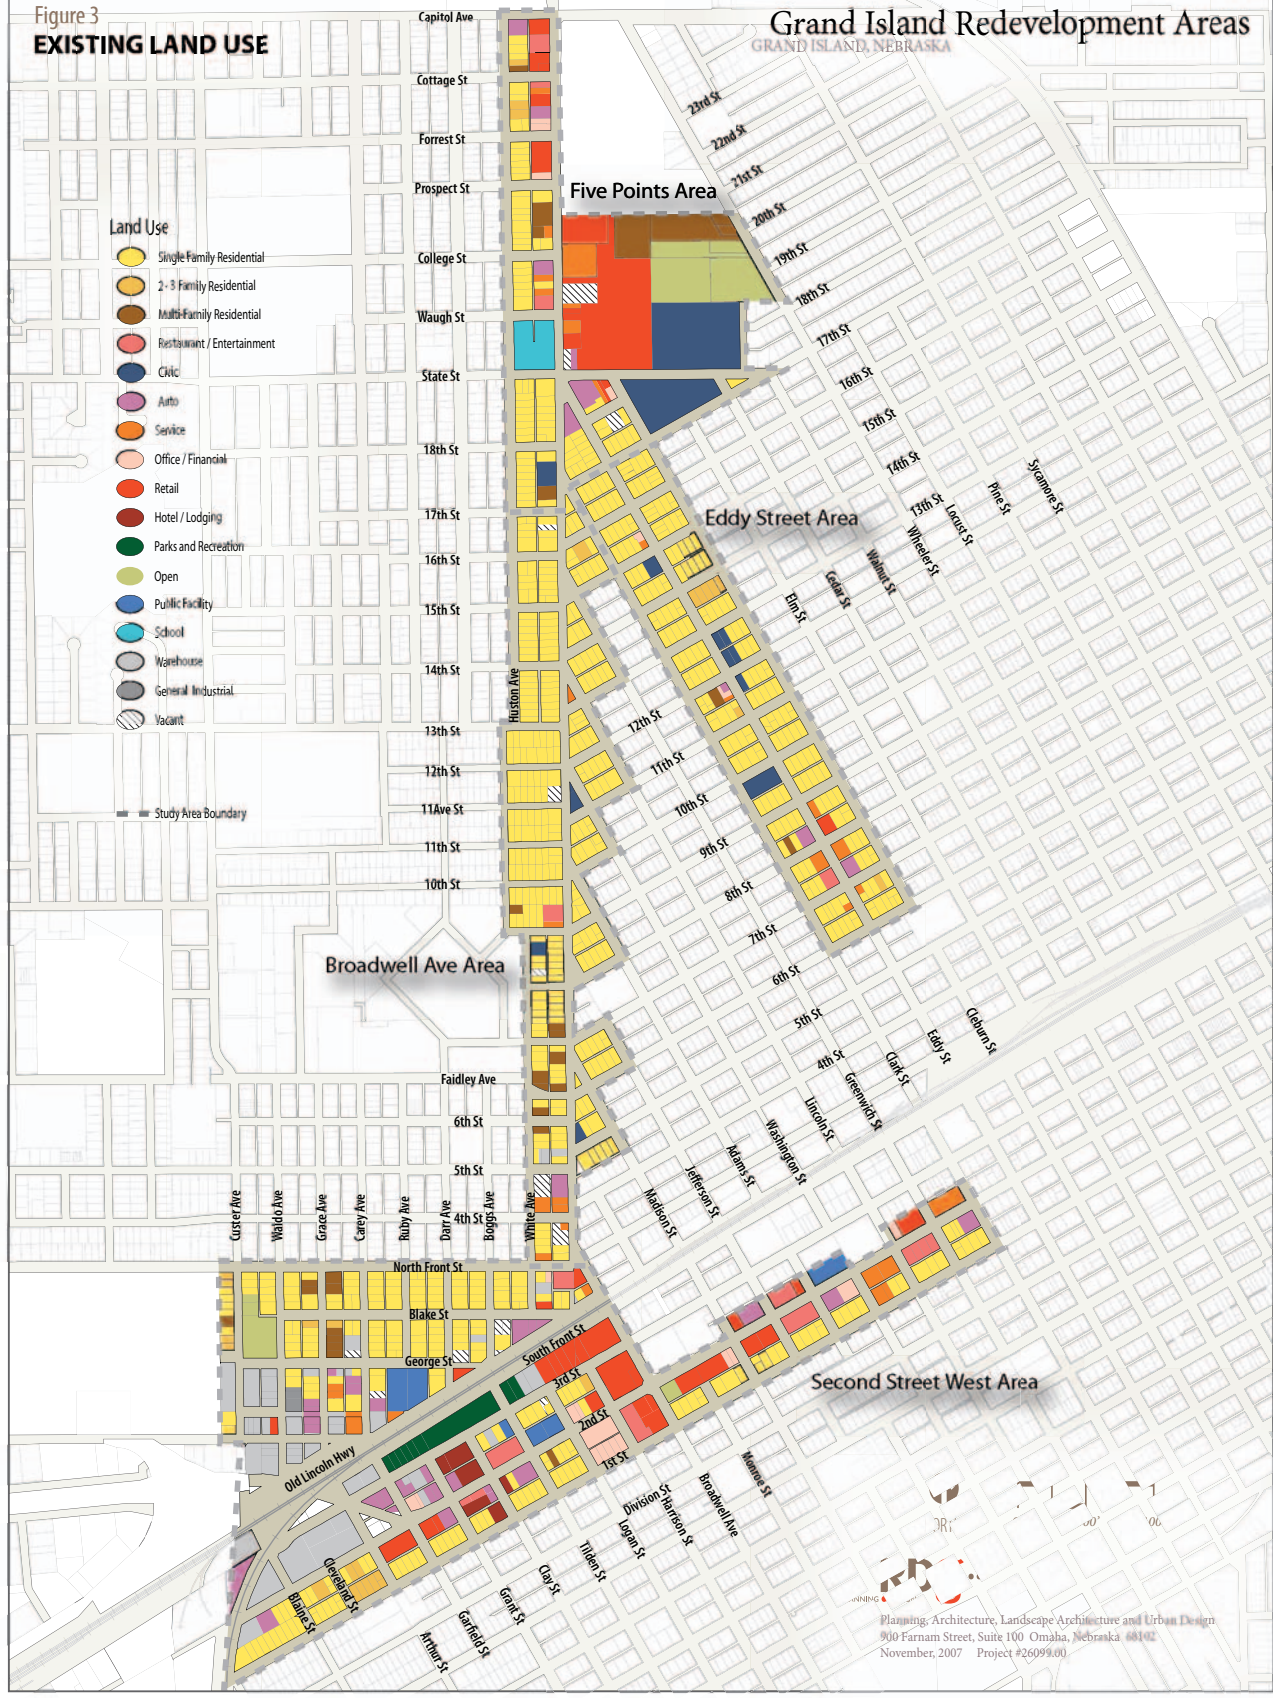 Figure 3
EXISTING LAND USE
Grand Island Redevelopment Areas
GRAND ISLAND, NEBRASKA
Capitol Ave
Cottage St
Forrest St
Prospect St
College St
Waugh St
State St
18th St
17th St
16th St
15th St
14th St
13th St
12th St
11Ave St
11th St
10th St
Faidley Ave
6th St
5th St
4th St
North Front St
Blake St
George St
Huston Ave
Five Points Area
23rd St
22nd St
21st St
20th St
19th St
18th St
17th St
16th St
15th St
14th St
13th St
Land Use
Single Family Residential
2 - 3 Family Residential
Multi-Family Residential
Restaurant / Entertainment
Civic
Auto
Service
Office / Financial
Retail
Hotel / Lodging
Parks and Recreation
Open
Public Facility
School
Warehouse
General Industrial
Vacant
Study Area Boundary
Eddy Street Area
Sycamore St
Pine St
Locust St
Wheeler St
Walnut St
Cedar St
Elm St
12th St
11th St
10th St
9th St
8th St
7th St
6th St
5th St
4th St
Broadwell Ave Area
Cleburn St
Eddy St
Clark St
Greenwich St
Lincoln St
Washington St
Adams St
Jefferson St
Madison St
Custer Ave
Waldo Ave
Grace Ave
Carey Ave
Ruby Ave
Darr Ave
Boggs Ave
White Ave
South Front St
3rd St
2nd St
1st St
Old Lincoln Hwy
Second Street West Area
Monroe St
Broadwell Ave
Harrison St
Division St
Logan St
Tilden St
Clay St
Grant St
Garfield St
Arthur St
Cleveland St
Blaine St
Planning, Architecture, Landscape Architecture and Urban Design
900 Farnam Street, Suite 100 Omaha, Nebraska 68102
November, 2007 Project #26099.00